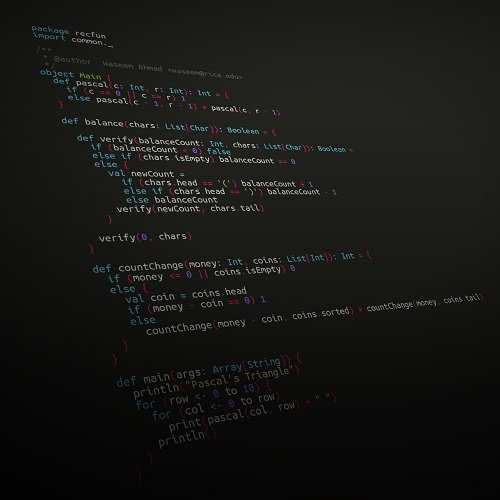 package recfun
import common._
/**
* @author Waseem Ahmad <waseem@rice.edu>
*/
object Main {
def pascal(c: Int, r: Int): Int = {
if (c == 0 || c == r) 1
else pascal(c - 1, r - 1) + pascal(c, r - 1)
}
def balance(chars: List[Char]): Boolean = {
def verify(balanceCount: Int, chars: List[Char]): Boolean =
if (balanceCount < 0) false
else if (chars.isEmpty) balanceCount == 0
else {
val newCount =
if (chars.head == '(') balanceCount + 1
else if (chars.head == ')') balanceCount - 1
else balanceCount
verify(newCount, chars.tail)
}
verify(0, chars)
}
def countChange(money: Int, coins: List[Int]): Int = {
if (money <= 0 || coins.isEmpty) 0
else {
val coin = coins.head
if (money - coin == 0) 1
else
countChange(money - coin, coins.sorted) + countChange(money, coins.tail)
}
}
def main(args: Array[String]) {
println("Pascal's Triangle")
for (row <- 0 to 10) {
for (col <- 0 to row)
print(pascal(col, row) + " ")
println()
}
}